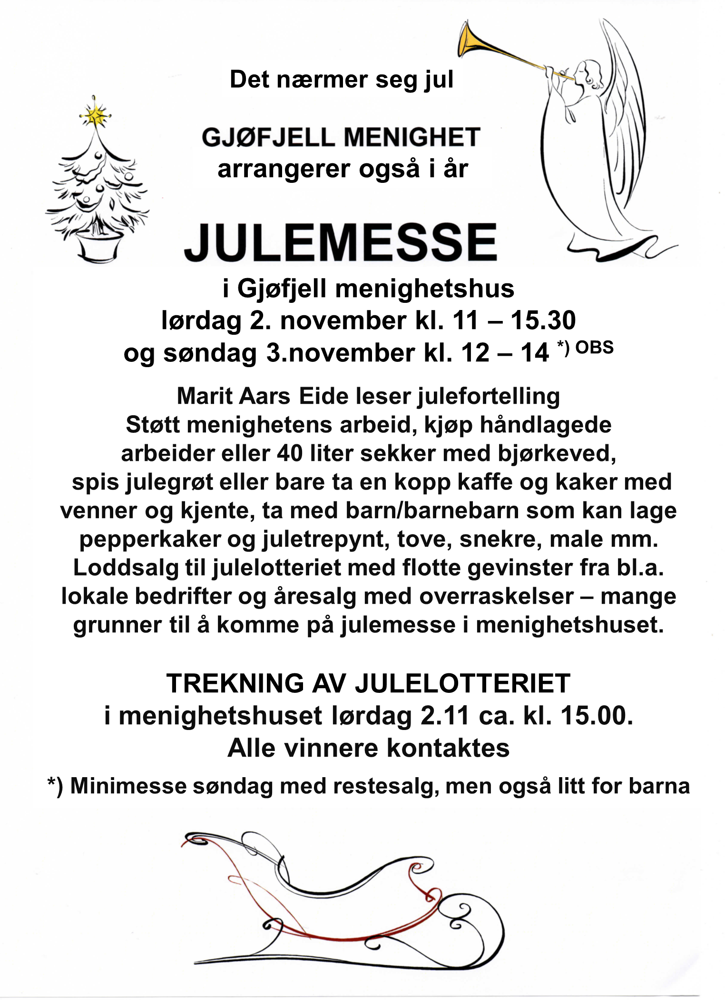 Det nærmer seg jul
GJØFJELL MENIGHET
arrangerer også i år
JULEMESSE
i Gjøfjell menighetshus
lørdag 2. november kl. 11 – 15.30
og søndag 3.november kl. 12 – 14 *) OBS
Marit Aars Eide leser julefortelling
Støtt menighetens arbeid, kjøp håndlagede
arbeider eller 40 liter sekker med bjørkeved,
spis julegrøt eller bare ta en kopp kaffe og kaker med
venner og kjente, ta med barn/barnebarn som kan lage
pepperkaker og juletrepynt, tove, snekre, male mm.
Loddsalg til julelotteriet med flotte gevinster fra bl.a.
lokale bedrifter og åresalg med overraskelser – mange
grunner til å komme på julemesse i menighetshuset.
TREKNING AV JULELOTTERIET
i menighetshuset lørdag 2.11 ca. kl. 15.00.
Alle vinnere kontaktes
*) Minimesse søndag med restesalg, men også litt for barna